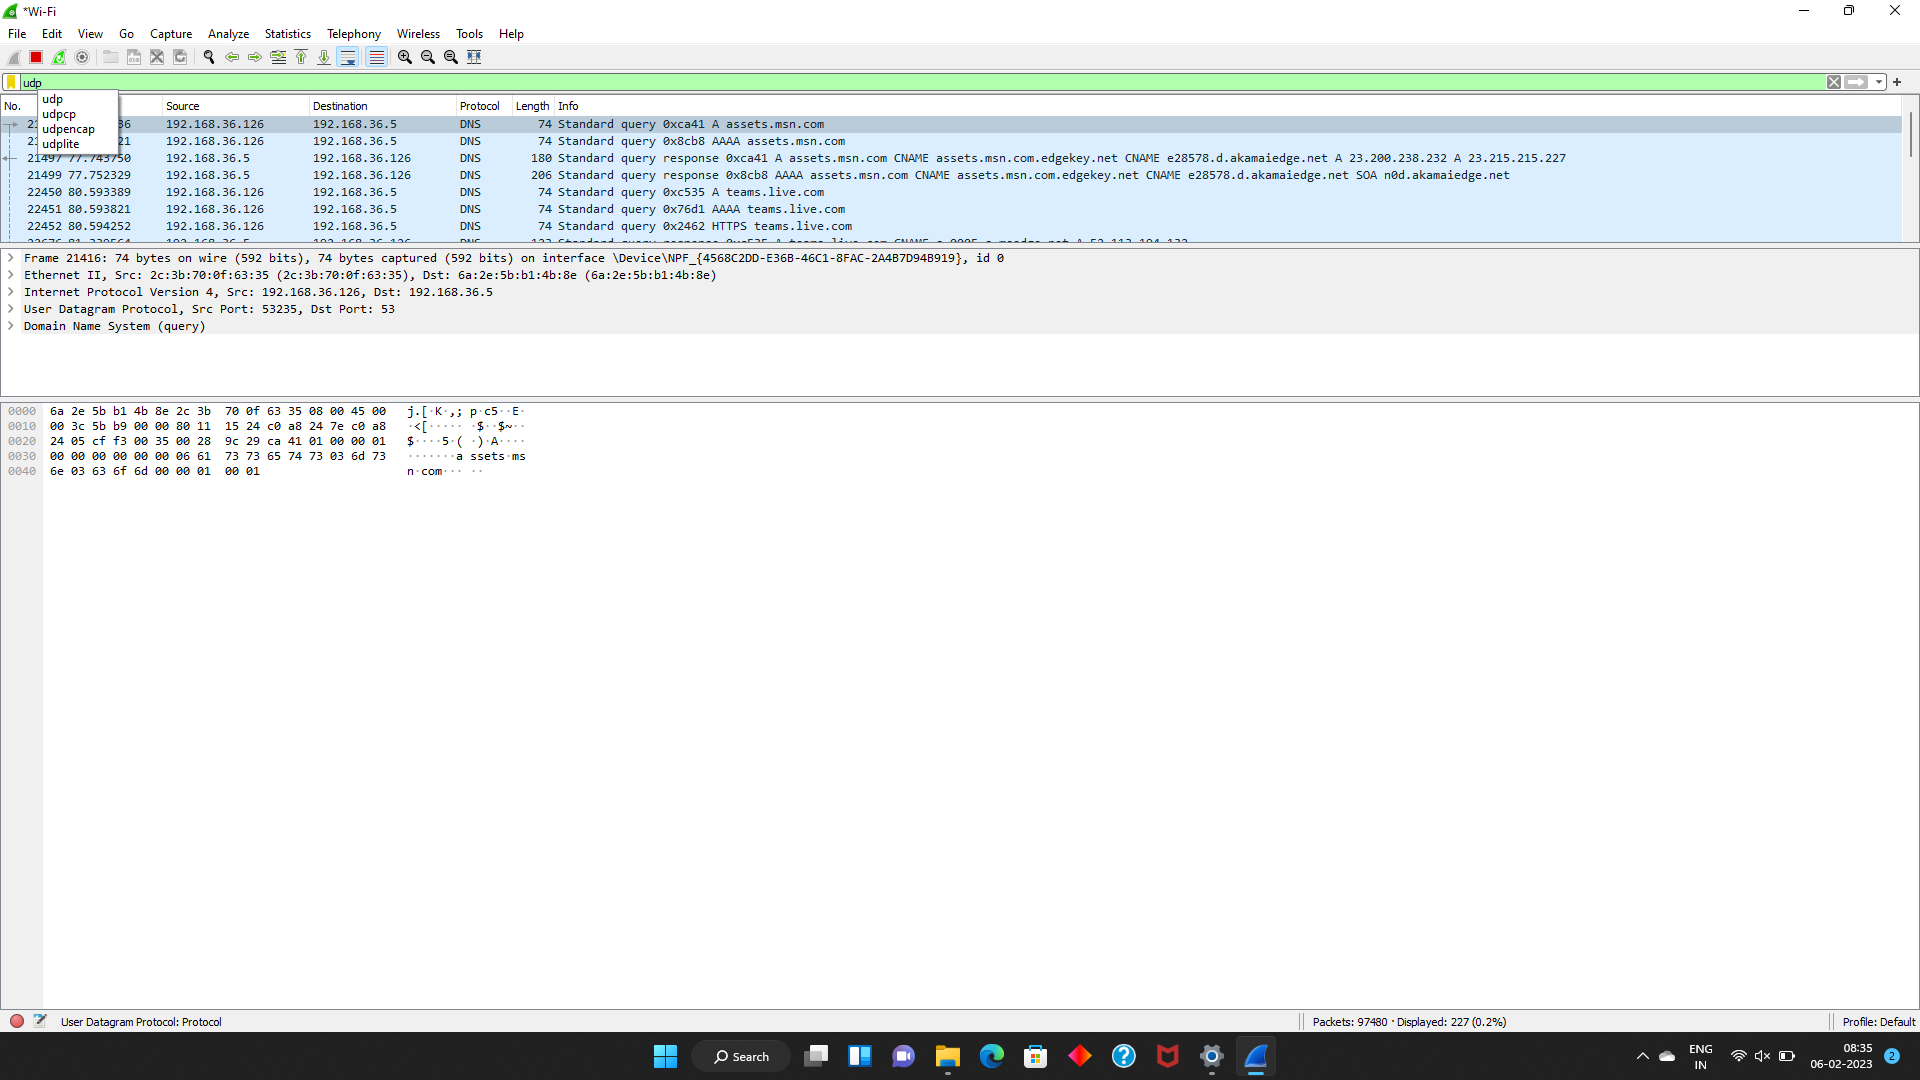 *Wi-Fi
File Edit View Go Capture Analyze Statistics Telephony Wireless Tools Help
udp
udp
udpcp
udpencap
udplite
No. Source Destination Protocol Length Info
192.168.36.126 192.168.36.5 DNS 74 Standard query 0xca41 A assets.msn.com
192.168.36.126 192.168.36.5 DNS 74 Standard query 0x8cb8 AAAA assets.msn.com
21497 77.743750 192.168.36.5 192.168.36.126 DNS 180 Standard query response 0xca41 A assets.msn.com CNAME assets.msn.com.edgekey.net CNAME e28578.d.akamaiedge.net A 23.200.238.232 A 23.215.215.227
21499 77.752329 192.168.36.5 192.168.36.126 DNS 206 Standard query response 0x8cb8 AAAA assets.msn.com CNAME assets.msn.com.edgekey.net CNAME e28578.d.akamaiedge.net SOA n0d.akamaiedge.net
22450 80.593389 192.168.36.126 192.168.36.5 DNS 74 Standard query 0xc535 A teams.live.com
22451 80.593821 192.168.36.126 192.168.36.5 DNS 74 Standard query 0x76d1 AAAA teams.live.com
22452 80.594252 192.168.36.126 192.168.36.5 DNS 74 Standard query 0x2462 HTTPS teams.live.com
Frame 21416: 74 bytes on wire (592 bits), 74 bytes captured (592 bits) on interface \Device\NPF_{4568C2DD-E36B-46C1-8FAC-2A4B7D94B919}, id 0
Ethernet II, Src: 2c:3b:70:0f:63:35 (2c:3b:70:0f:63:35), Dst: 6a:2e:5b:b1:4b:8e (6a:2e:5b:b1:4b:8e)
Internet Protocol Version 4, Src: 192.168.36.126, Dst: 192.168.36.5
User Datagram Protocol, Src Port: 53235, Dst Port: 53
Domain Name System (query)
0000 6a 2e 5b b1 4b 8e 2c 3b 70 0f 63 35 08 00 45 00 j.[·K·,; p·c5··E·
0010 00 3c 5b b9 00 00 80 11 15 24 c0 a8 24 7e c0 a8 ·<[····· ·$··$~··
0020 24 05 cf f3 00 35 00 28 9c 29 ca 41 01 00 00 01 $····5·( ·)·A····
0030 00 00 00 00 00 00 06 61 73 73 65 74 73 03 6d 73 ·······a ssets·ms
0040 6e 03 63 6f 6d 00 00 01 00 01 n·com··· ··
User Datagram Protocol: Protocol
Packets: 97480 · Displayed: 227 (0.2%)
Profile: Default
Search
ENG
IN
08:35
06-02-2023
2